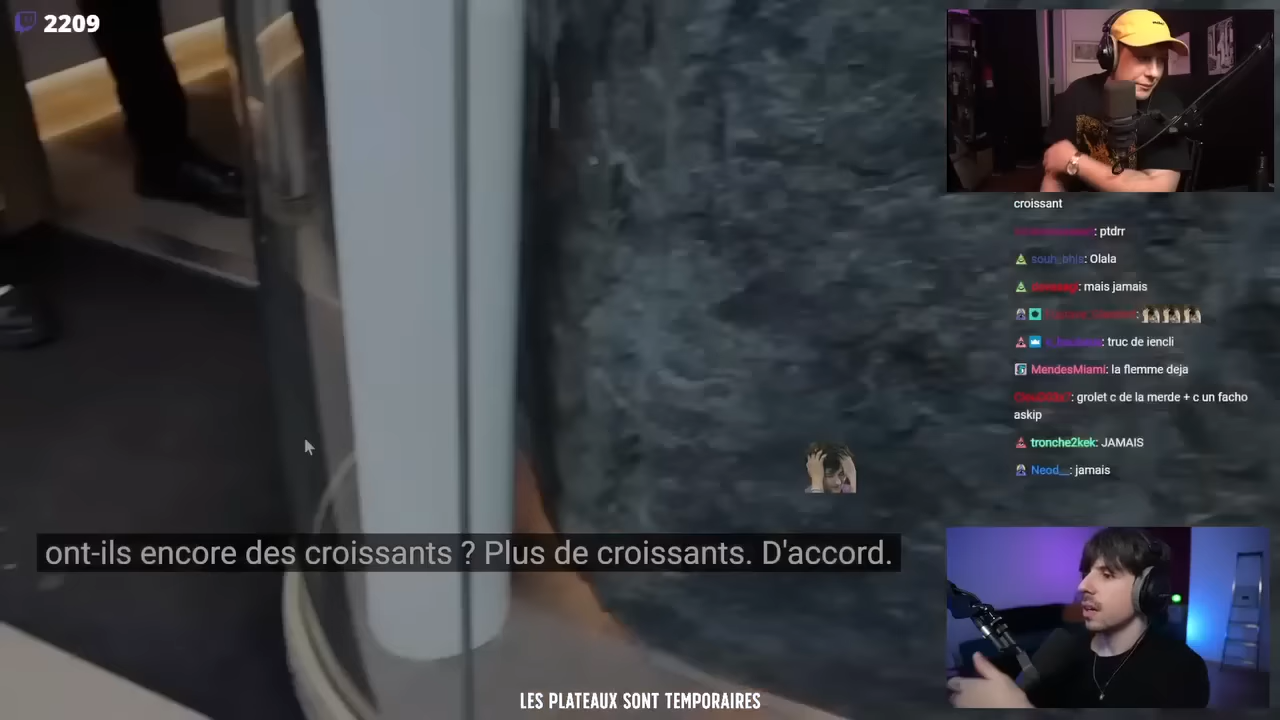 2209
croissant
: ptdrr
souh_bhis: Olala
: mais jamais
:
: truc de iencli
MendesMiami: la flemme deja
: grolet c de la merde + c un facho
askip
tronche2kek: JAMAIS
Neod__: jamais
ont-ils encore des croissants ? Plus de croissants. D'accord.
LES PLATEAUX SONT TEMPORAIRES